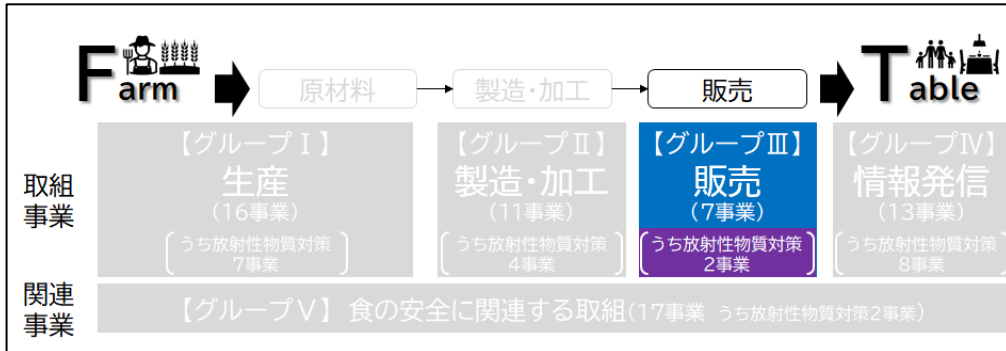 Farm
原材料
製造・加工
販売
Table
取組
事業
【グループⅠ】
生産
(16事業)
うち放射性物質対策
7事業
【グループⅡ】
製造・加工
(11事業)
うち放射性物質対策
4事業
【グループⅢ】
販売
(7事業)
うち放射性物質対策
2事業
【グループⅣ】
情報発信
(13事業)
うち放射性物質対策
8事業
関連
事業
【グループⅤ】食の安全に関連する取組(17事業 うち放射性物質対策2事業)